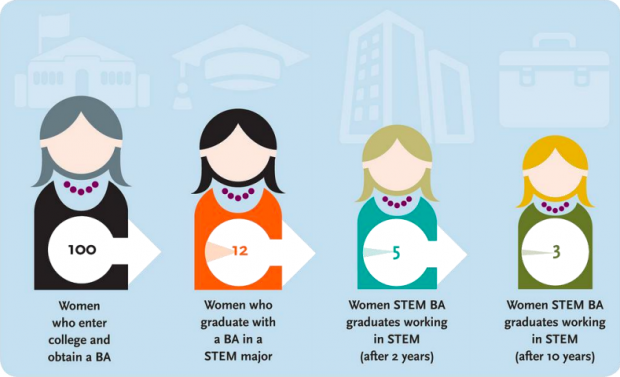 100
Women
who enter
college and
obtain a BA
12
Women who
graduate with
a BA in a
STEM major
5
Women STEM BA
graduates working
in STEM
(after 2 years)
3
Women STEM BA
graduates working
in STEM
(after 10 years)